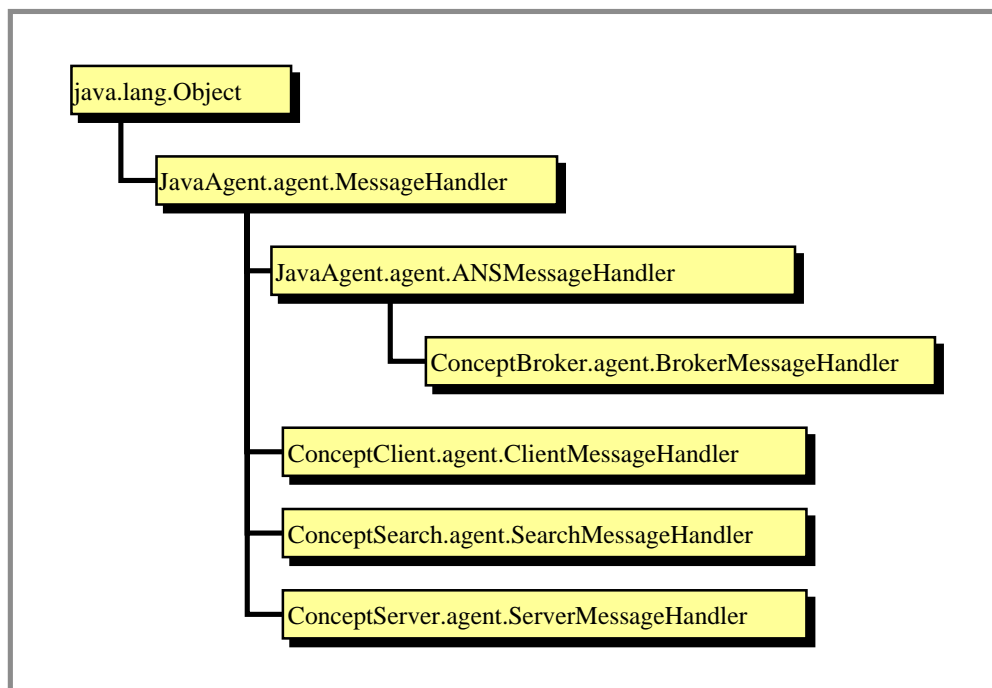 java.lang.Object
JavaAgent.agent.MessageHandler
JavaAgent.agent.ANSMessageHandler
ConceptBroker.agent.BrokerMessageHandler
ConceptClient.agent.ClientMessageHandler
ConceptSearch.agent.SearchMessageHandler
ConceptServer.agent.ServerMessageHandler